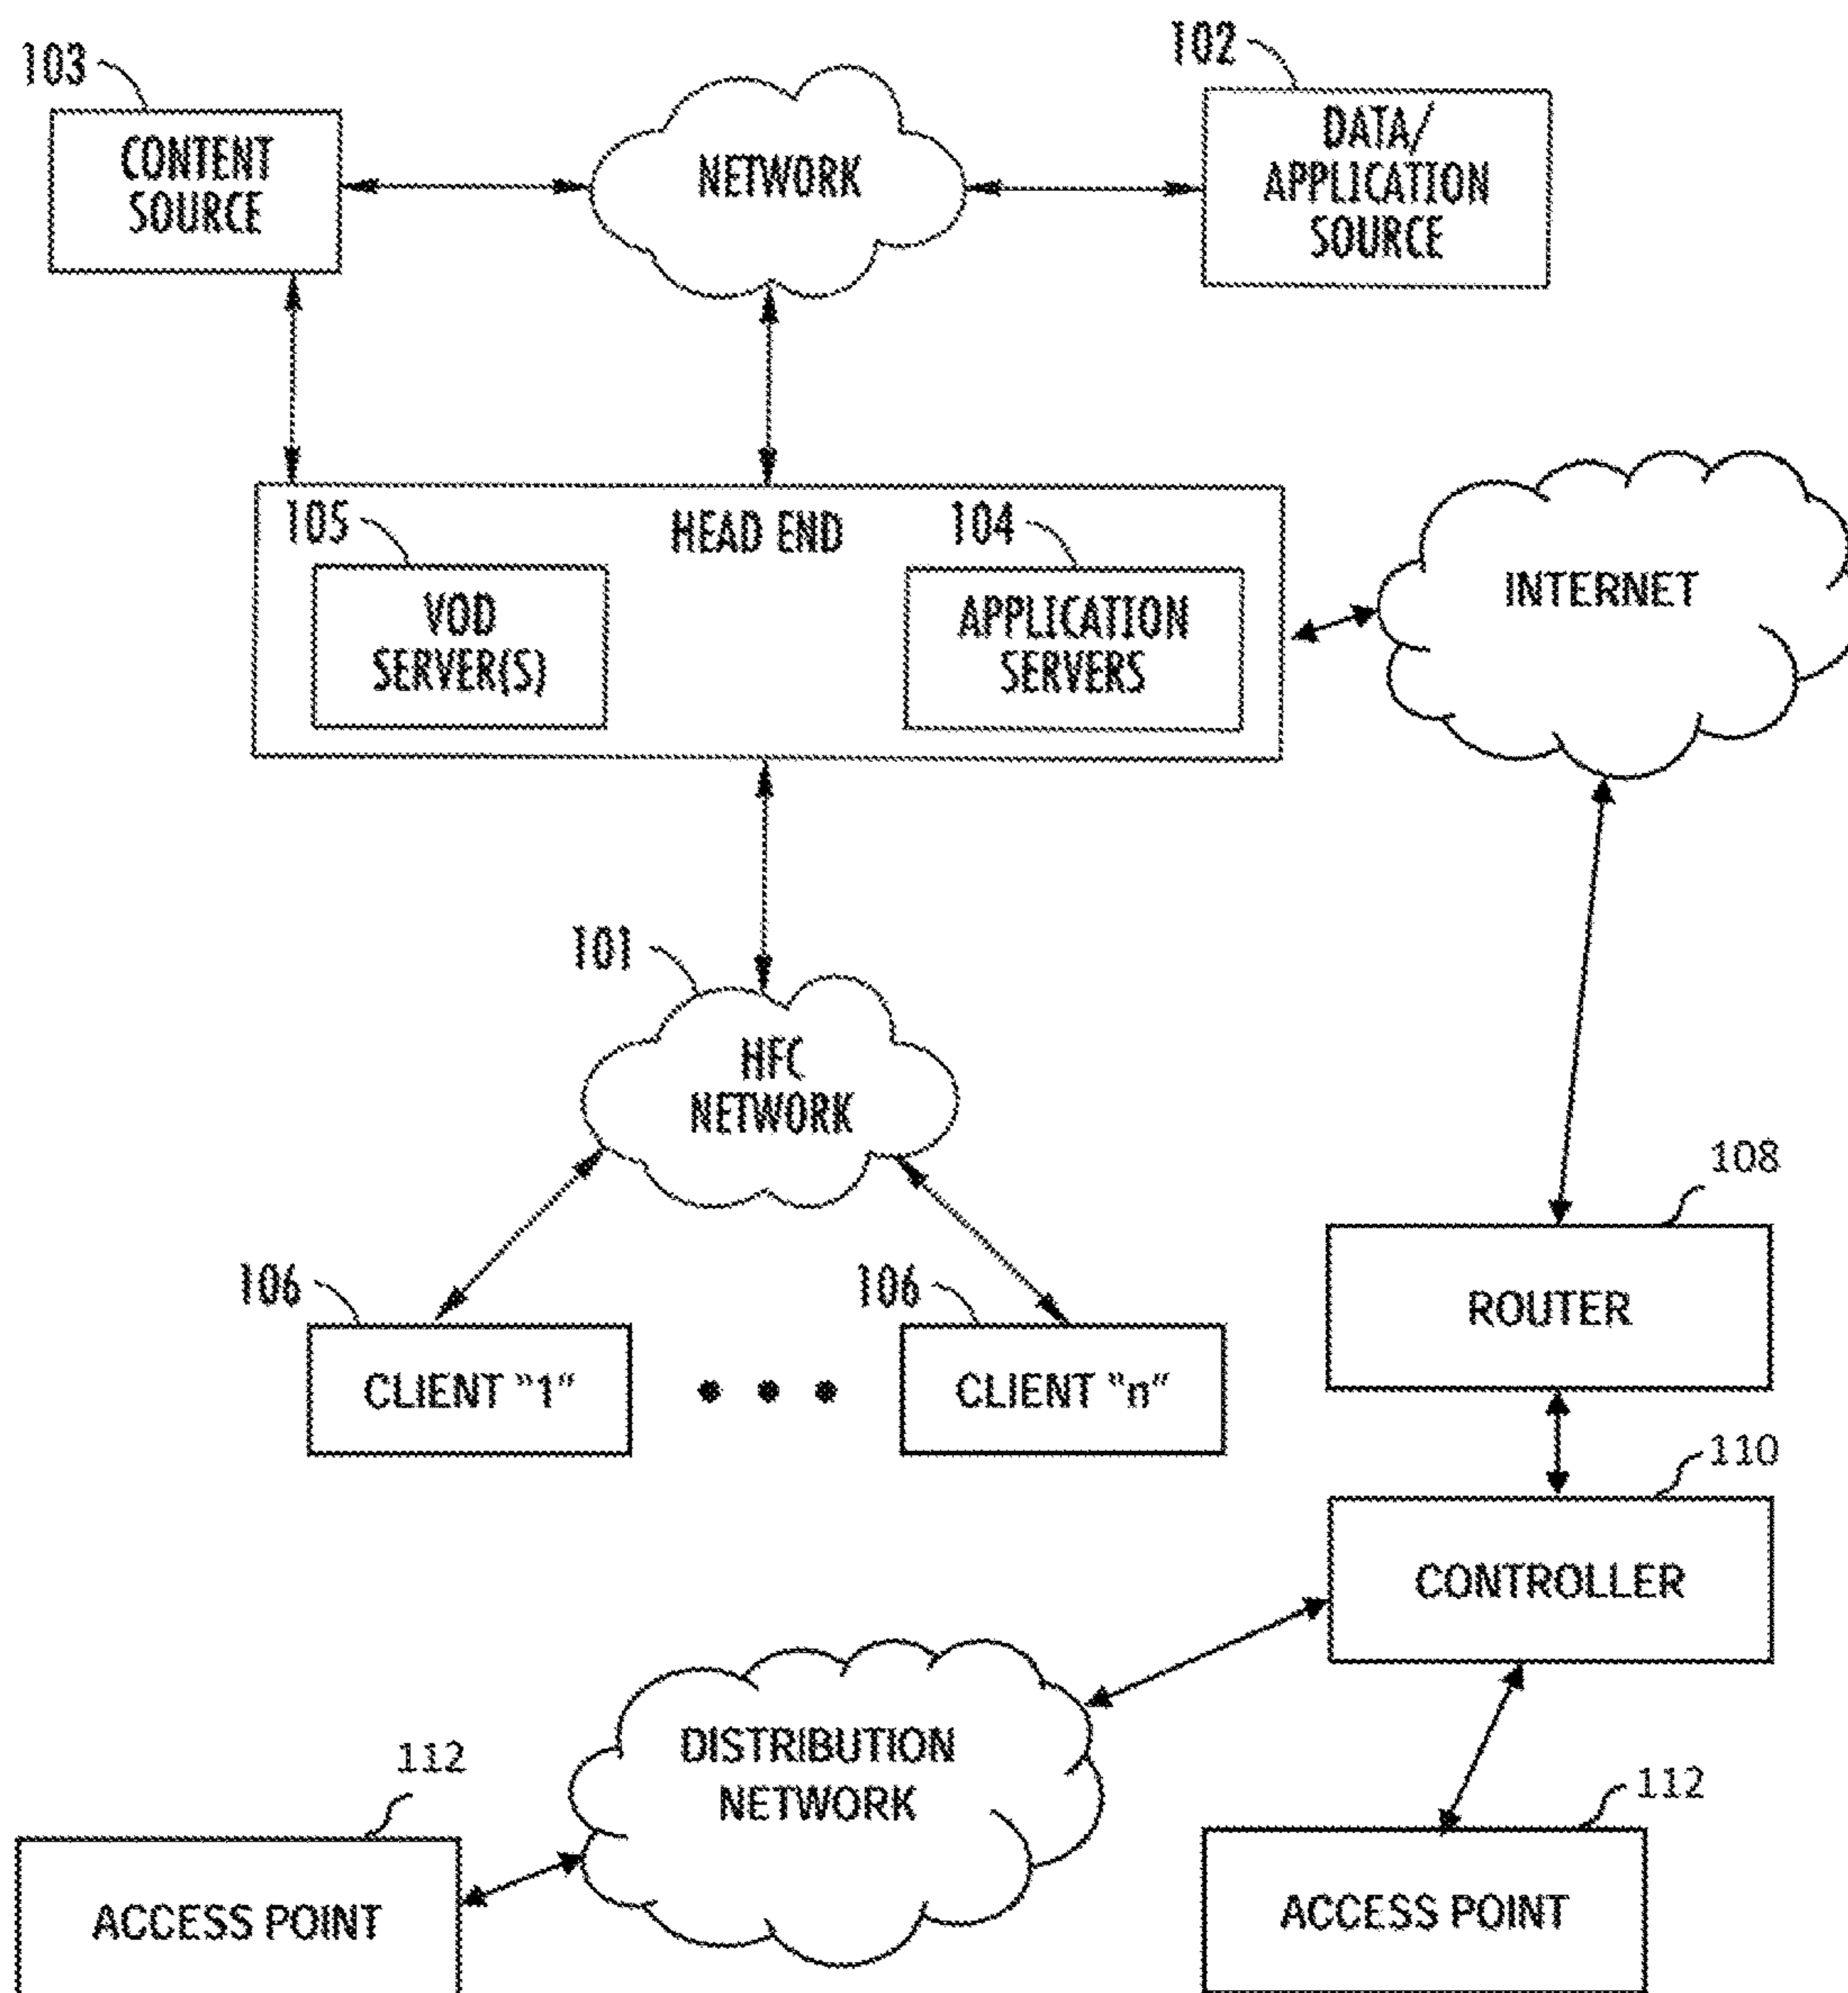 103
102
CONTENT
SOURCE
NETWORK
DATA/
APPLICATION
SOURCE
105
HEAD END
104
VOD
SERVER(S)
APPLICATION
SERVERS
INTERNET
101
HFC
NETWORK
108
ROUTER
106
106
CLIENT "1"
CLIENT "n"
110
CONTROLLER
DISTRIBUTION
NETWORK
112
112
ACCESS POINT
ACCESS POINT